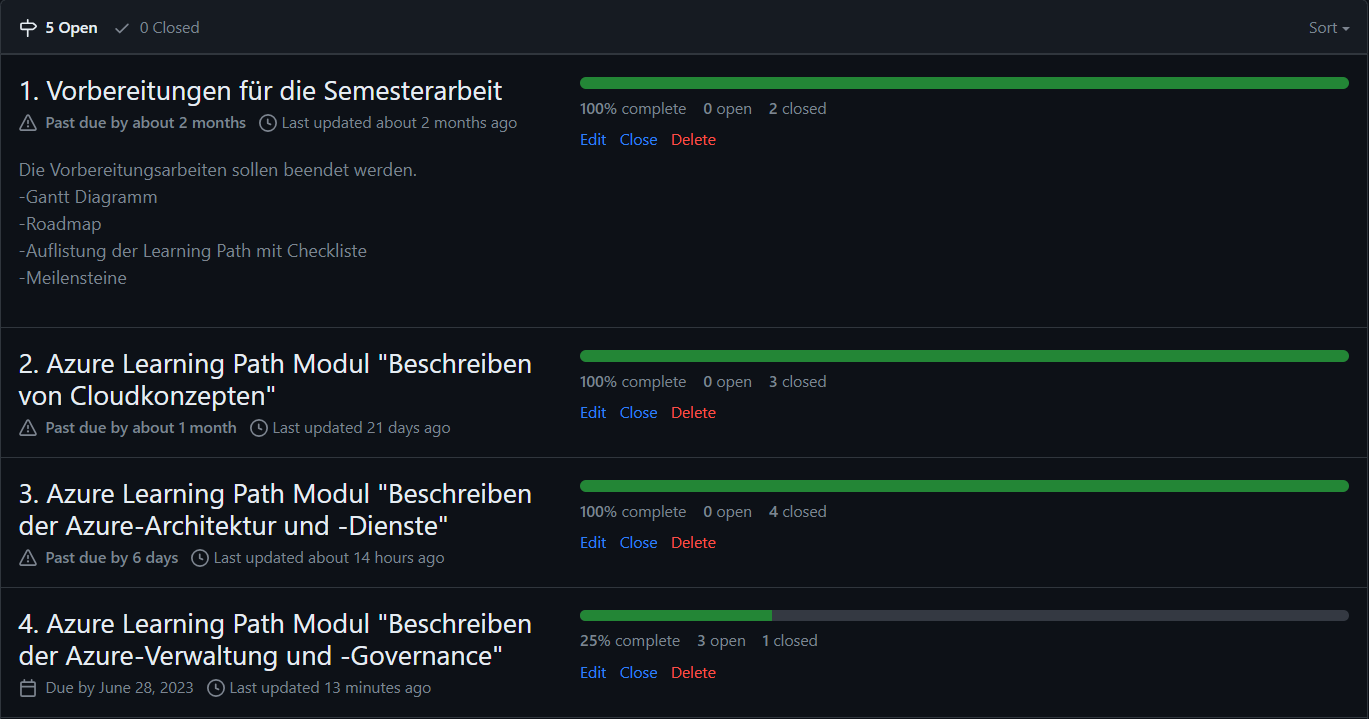 5 Open 0 Closed Sort
1. Vorbereitungen für die Semesterarbeit
Past due by about 2 months Last updated about 2 months ago
100% complete 0 open 2 closed
Edit Close Delete
Die Vorbereitungsarbeiten sollen beendet werden.
-Gantt Diagramm
-Roadmap
-Auflistung der Learning Path mit Checkliste
-Meilensteine
2. Azure Learning Path Modul "Beschreiben
von Cloudkonzepten"
Past due by about 1 month Last updated 21 days ago
100% complete 0 open 3 closed
Edit Close Delete
3. Azure Learning Path Modul "Beschreiben
der Azure-Architektur und -Dienste"
Past due by 6 days Last updated about 14 hours ago
100% complete 0 open 4 closed
Edit Close Delete
4. Azure Learning Path Modul "Beschreiben
der Azure-Verwaltung und -Governance"
Due by June 28, 2023 Last updated 13 minutes ago
25% complete 3 open 1 closed
Edit Close Delete